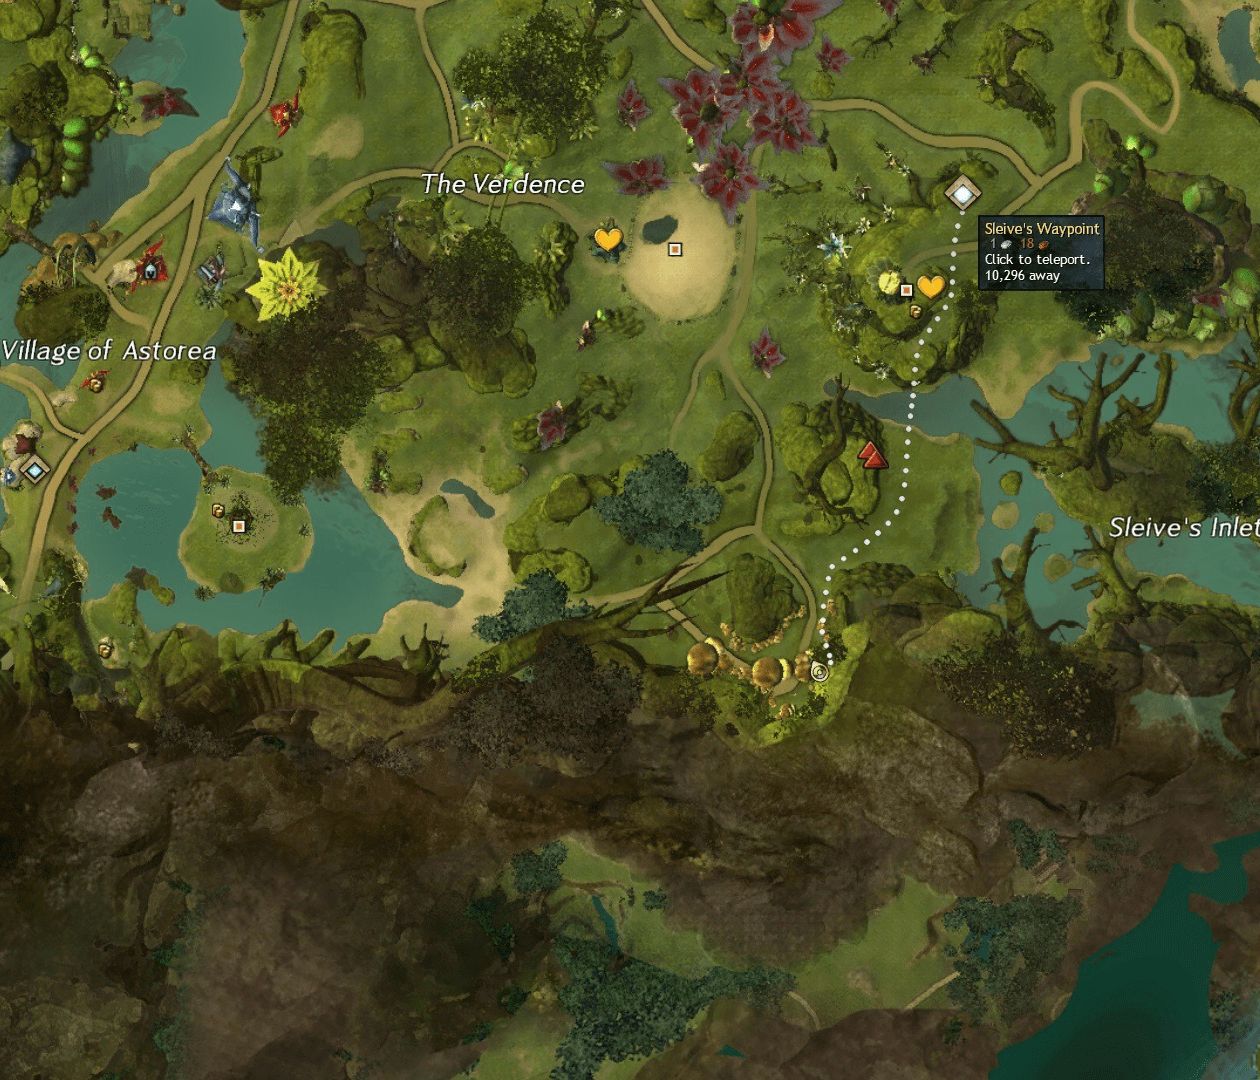 The Verdence
Sleive's Waypoint
1 18
Click to teleport.
10,296 away
Village of Astorea
Sleive's Inlet